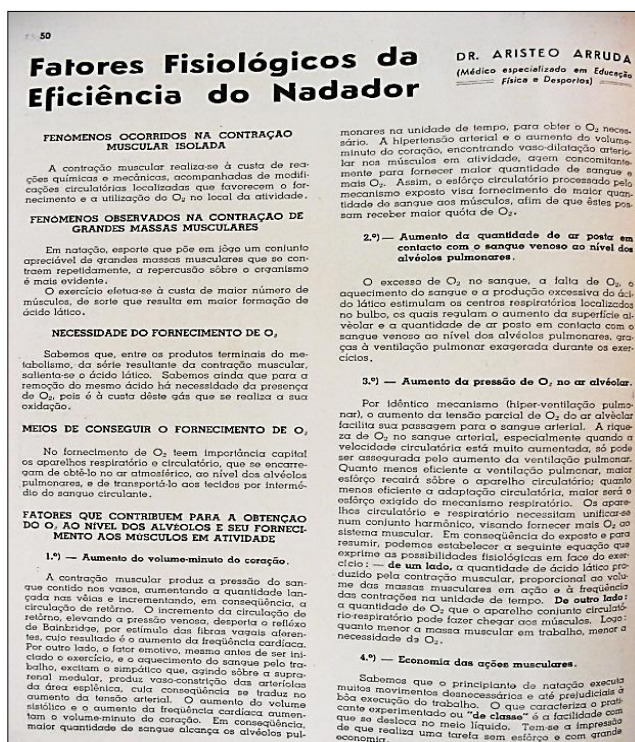 50
Fatores Fisiológicos da
Eficiência do Nadador
DR. ARISTEO ARRUDA
(Médico especializado em Educação
Física e Desportos)
FENÓMENOS OCORRIDOS NA CONTRAÇÃO
MUSCULAR ISOLADA
A contração muscular realiza-se à custa de rea-
ções químicas e mecânicas, acompanhadas de modifi-
cações circulatórias localizadas que favorecem o for-
necimento e a utilização do O₂ no local da atividade.
FENÓMENOS OBSERVADOS NA CONTRAÇÃO DE
GRANDES MASSAS MUSCULARES
Em natação, esporte que põe em jôgo um conjunto
apreciável de grandes massas musculares que se con-
traem repetidamente, a repercusão sôbre o organismo
é mais evidente.
O exercício efetua-se à custa de maior número de
músculos, de sorte que resulta em maior formação de
ácido lático.
NECESSIDADE DO FORNECIMENTO DE O₂
Sabemos que, entre os produtos terminais do me-
tabolismo, da série resultante da contração muscular,
salienta-se o ácido lático. Sabemos ainda que para a
remoção do mesmo ácido há necessidade da presença
de O₂, pois é à custa dêste gás que se realiza a sua
oxidação.
MEIOS DE CONSEGUIR O FORNECIMENTO DE O₂
No fornecimento de O₂ teem importância capital
os aparelhos respiratório e circulatório, que se encarre-
gam de obtê-lo no ar atmosférico, ao nível dos alvéolos
pulmonares, e de transportá-lo aos tecidos por intermé-
dio do sangue circulante.
FATORES QUE CONTRIBUEM PARA A OBTENÇÃO
DO O₂ AO NÍVEL DOS ALVÉOLOS E SEU FORNECI-
MENTO AOS MÚSCULOS EM ATIVIDADE
1.º) — Aumento do volume-minuto do coração.
A contração muscular produz a pressão do san-
gue contido nos vasos, aumentando a quantidade lan-
çada nas vêias e incrementando, em conseqüência, a
circulação de retôrno. O incremento da circulação de
retôrno, elevando a pressão venosa, desperta o refléxo
de Bainbridge, por estímulo das fibras vagais aferen-
tes, cujo resultado é o aumento da freqüência cardíaca.
Por outro lado, o fator emotivo, mesmo antes de ser ini-
ciado o exercício, e o aquecimento do sangue pelo tra-
balho, excitam o simpático que, agindo sôbre a supra-
renal medular, produz vaso-constrição das arteríolas
da área esplênica, cuja conseqüência se traduz no
aumento da tensão arterial. O aumento do volume
sistólico e o aumento da freqüência cardíaca aumen-
tam o volume-minuto do coração. Em conseqüência,
maior quantidade de sangue alcança os alvéolos pul-
monares na unidade de tempo, para obter o O₂ neces-
sário. A hipertensão arterial e o aumento do volume-
minuto do coração, encontrando vaso-dilatação arterio-
lar nos músculos em atividade, agem concomitante-
mente para fornecer maior quantidade de sangue e
mais O₂. Assim, o esfôrço circulatório processado pelo
mecanismo exposto visa fornecimento de maior quan-
tidade de sangue aos músculos, afim de que êstes pos-
sam receber maior quóta de O₂.
2.º) — Aumento da quantidade de ar posta em
contacto com o sangue venoso ao nível dos
alvéolos pulmonares.
O excesso de O₂ no sangue, a falta de O₂, o
aquecimento do sangue e a produção excessiva do áci-
do lático estimulam os centros respiratórios localizados
no bulbo, os quais regulam o aumento da superfície al-
vèolar e a quantidade de ar posto em contacto com o
sangue venoso ao nível dos alvéolos pulmonares, gra-
ças à ventilação pulmonar exagerada durante os exer-
cícios.
3.º) — Aumento da pressão de O₂ no ar alvéolar.
Por idêntico mecanismo (hiper-ventilação pulmo-
nar), o aumento da tensão parcial de O₂ do ar alvèolar
facilita sua passagem para o sangue arterial. A rique-
za de O₂ no sangue arterial, especialmente quando a
velocidade circulatória está muito aumentada, só pode
ser assegurada pelo aumento da ventilação pulmonar.
Quanto menos eficiente a ventilação pulmonar, maior
esfôrço recairá sôbre o aparelho circulatório; quanto
menos eficiente a adaptação circulatória, maior será o
esfôrço exigido do mecanismo respiratório. Os apare-
lhos circulatório e respiratório necessitam unificar-se
num conjunto harmônico, visando fornecer mais O₂ ao
sistema muscular. Em conseqüência do exposto e para
resumir, podemos estabelecer a seguinte equação que
exprime as possibilidades fisiológicas em face do exer-
cício: — de um lado, a quantidade de ácido lático pro-
duzido pela contração muscular, proporcional ao volu-
me das massas musculares em ação e à freqüência
das contrações na unidade de tempo. De outro lado:
a quantidade de O₂ que o aparelho conjunto circulató-
rio-respiratório pode fazer chegar aos músculos. Logo:
quanto menor a massa muscular em trabalho, menor a
necessidade da O₂.
4.º) — Economia das ações musculares.
Sabemos que o principiante de natação executa
muitos movimentos desnecessários e até prejudiciais à
bôa execução do trabalho. O que caracteriza o prati-
cante experimentado ou "de classe" é a facilidade com
que se desloca no meio líquido. Tem-se a impressão
de que realiza uma tarefa sem esfôrço e com grande
economia.